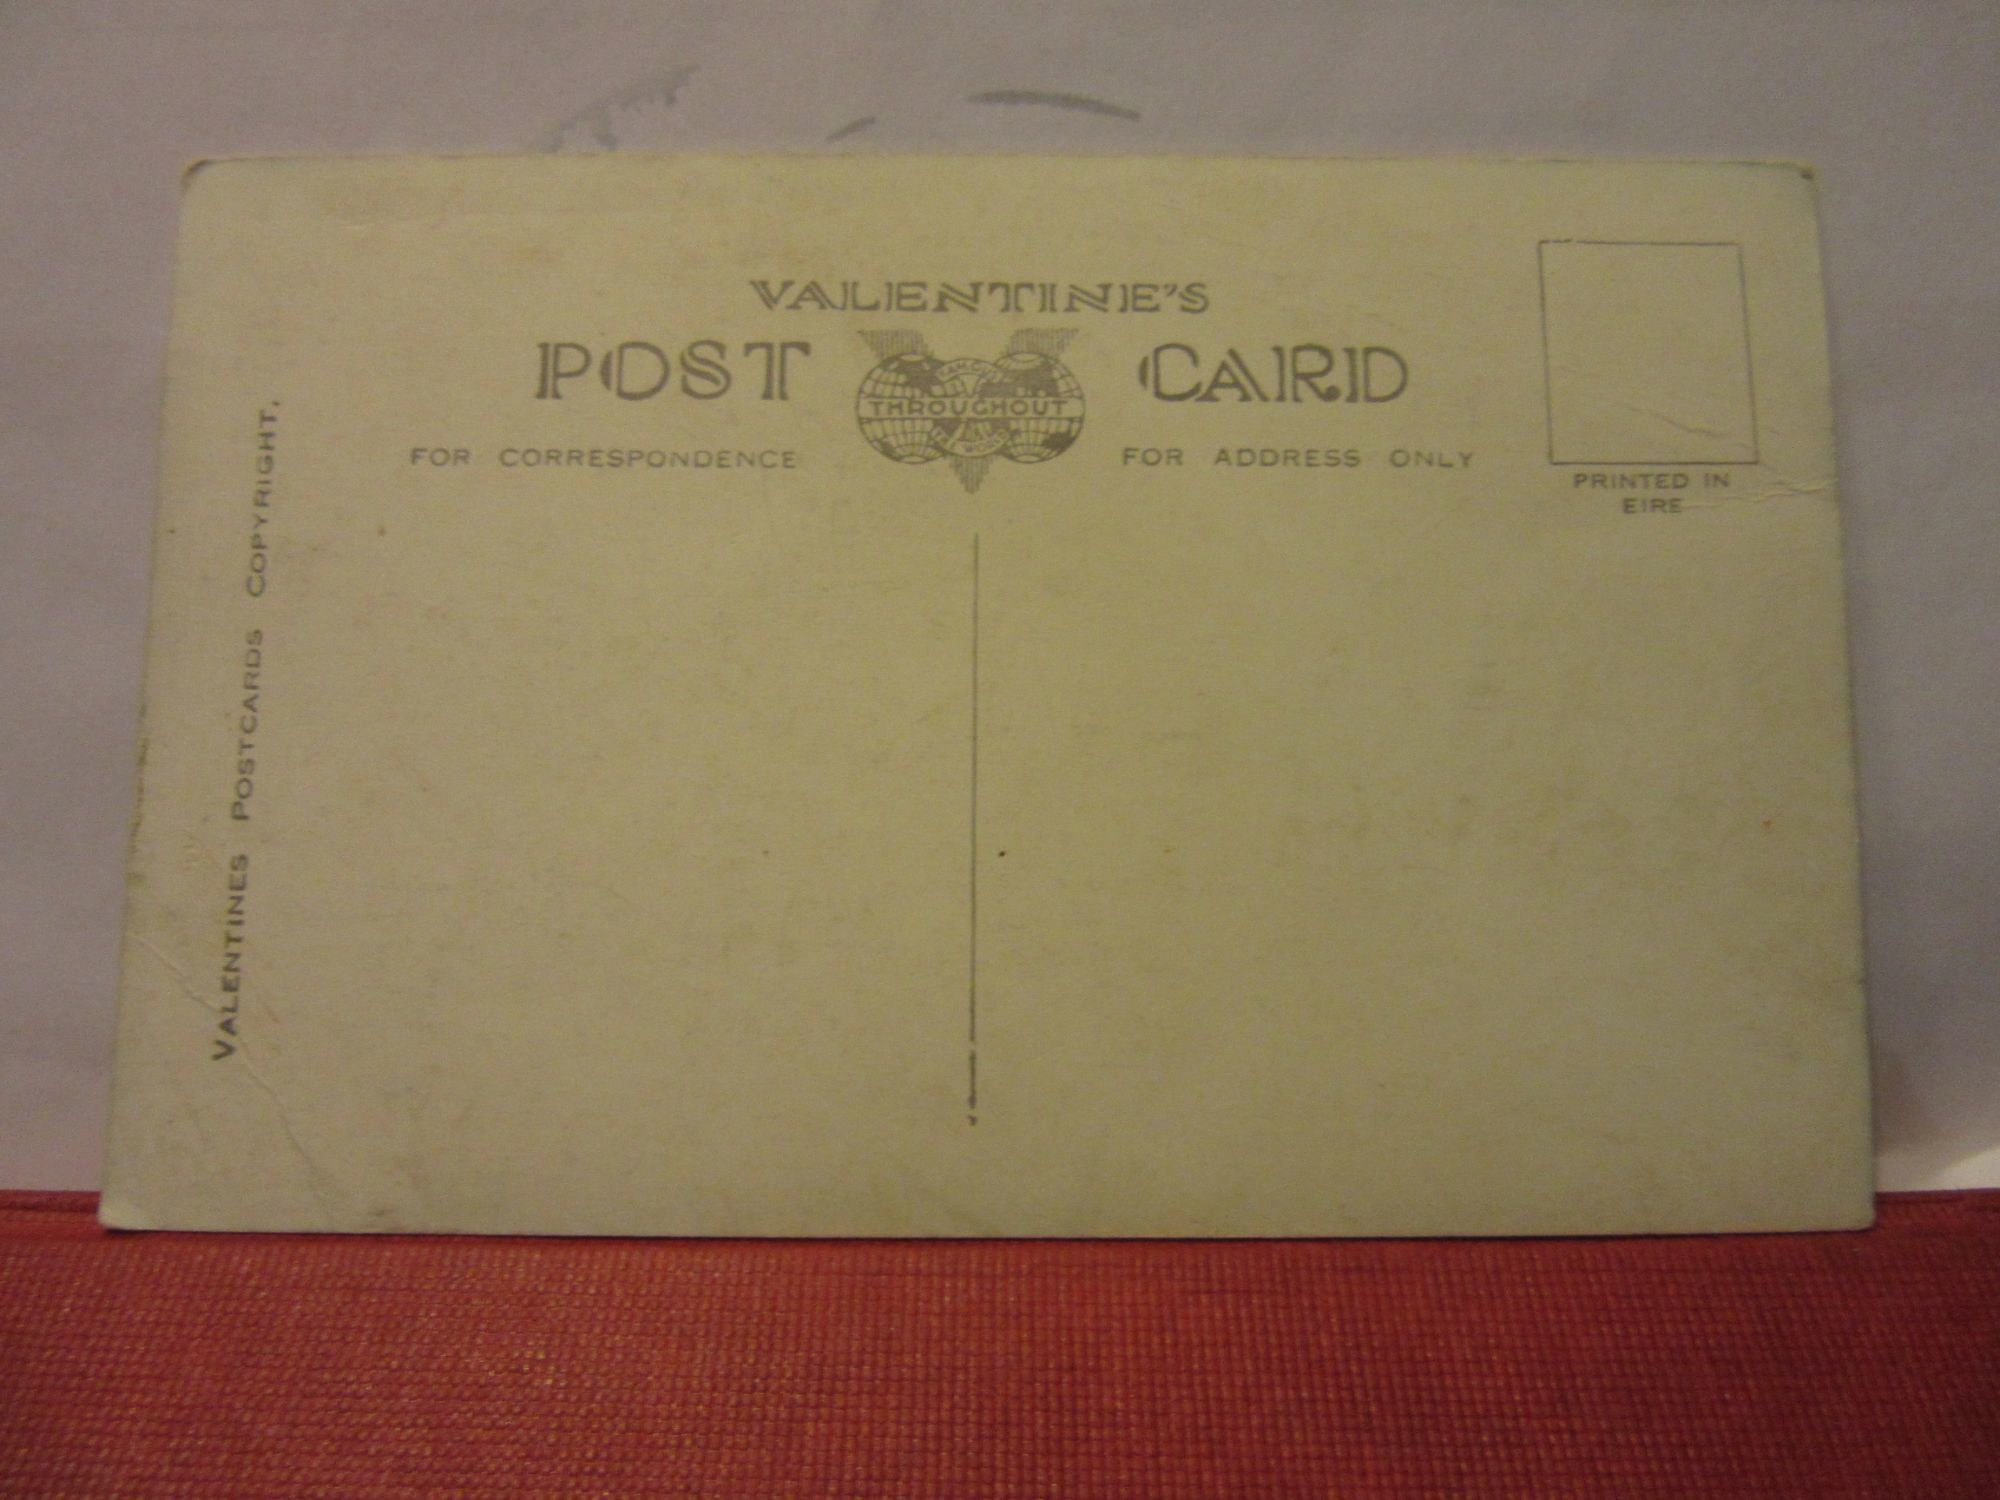 VALENTINE'S
POST CARD
THROUGHOUT
FOR CORRESPONDENCE
FOR ADDRESS ONLY
PRINTED IN
EIRE
VALENTINES POSTCARDS COPYRIGHT.